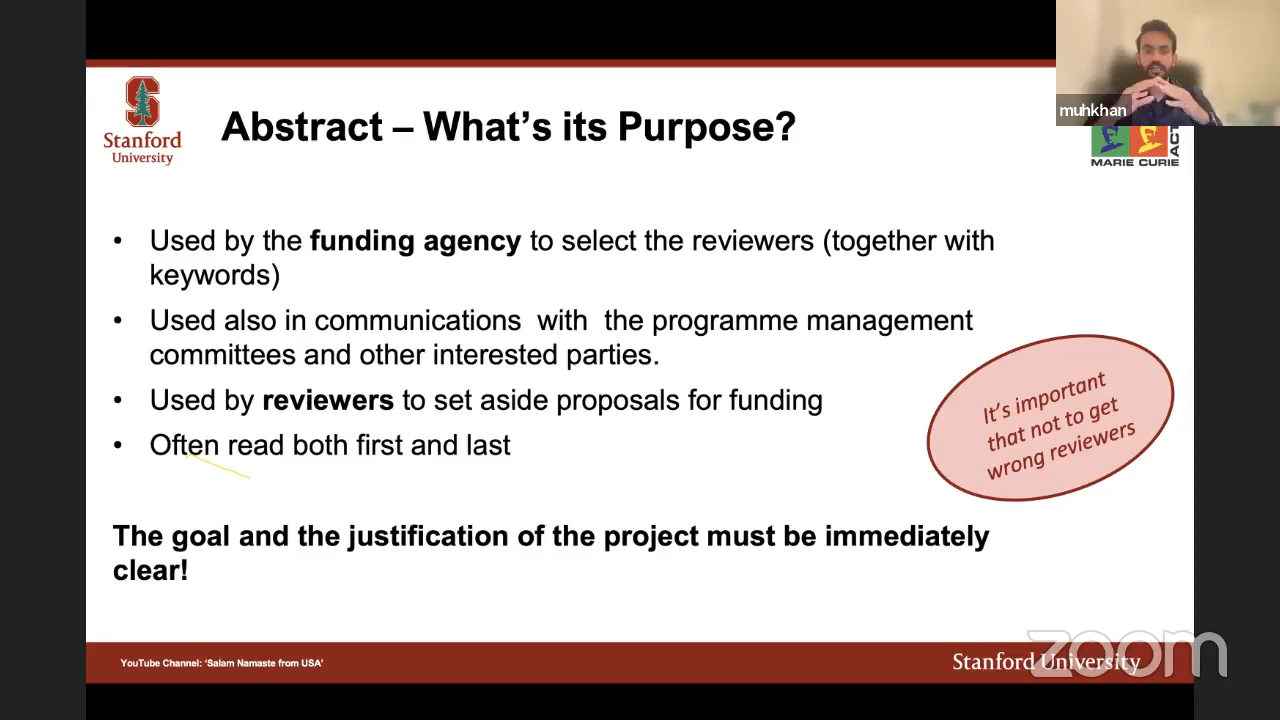 Stanford
University
Abstract – What’s its Purpose?
muhkhan
MARIE CURIE
ACT
• Used by the funding agency to select the reviewers (together with
keywords)
• Used also in communications with the programme management
committees and other interested parties.
• Used by reviewers to set aside proposals for funding
• Often read both first and last
It’s important
that not to get
wrong reviewers
The goal and the justification of the project must be immediately
clear!
YouTube Channel: ‘Salam Namaste from USA’
Stanford University
zoom